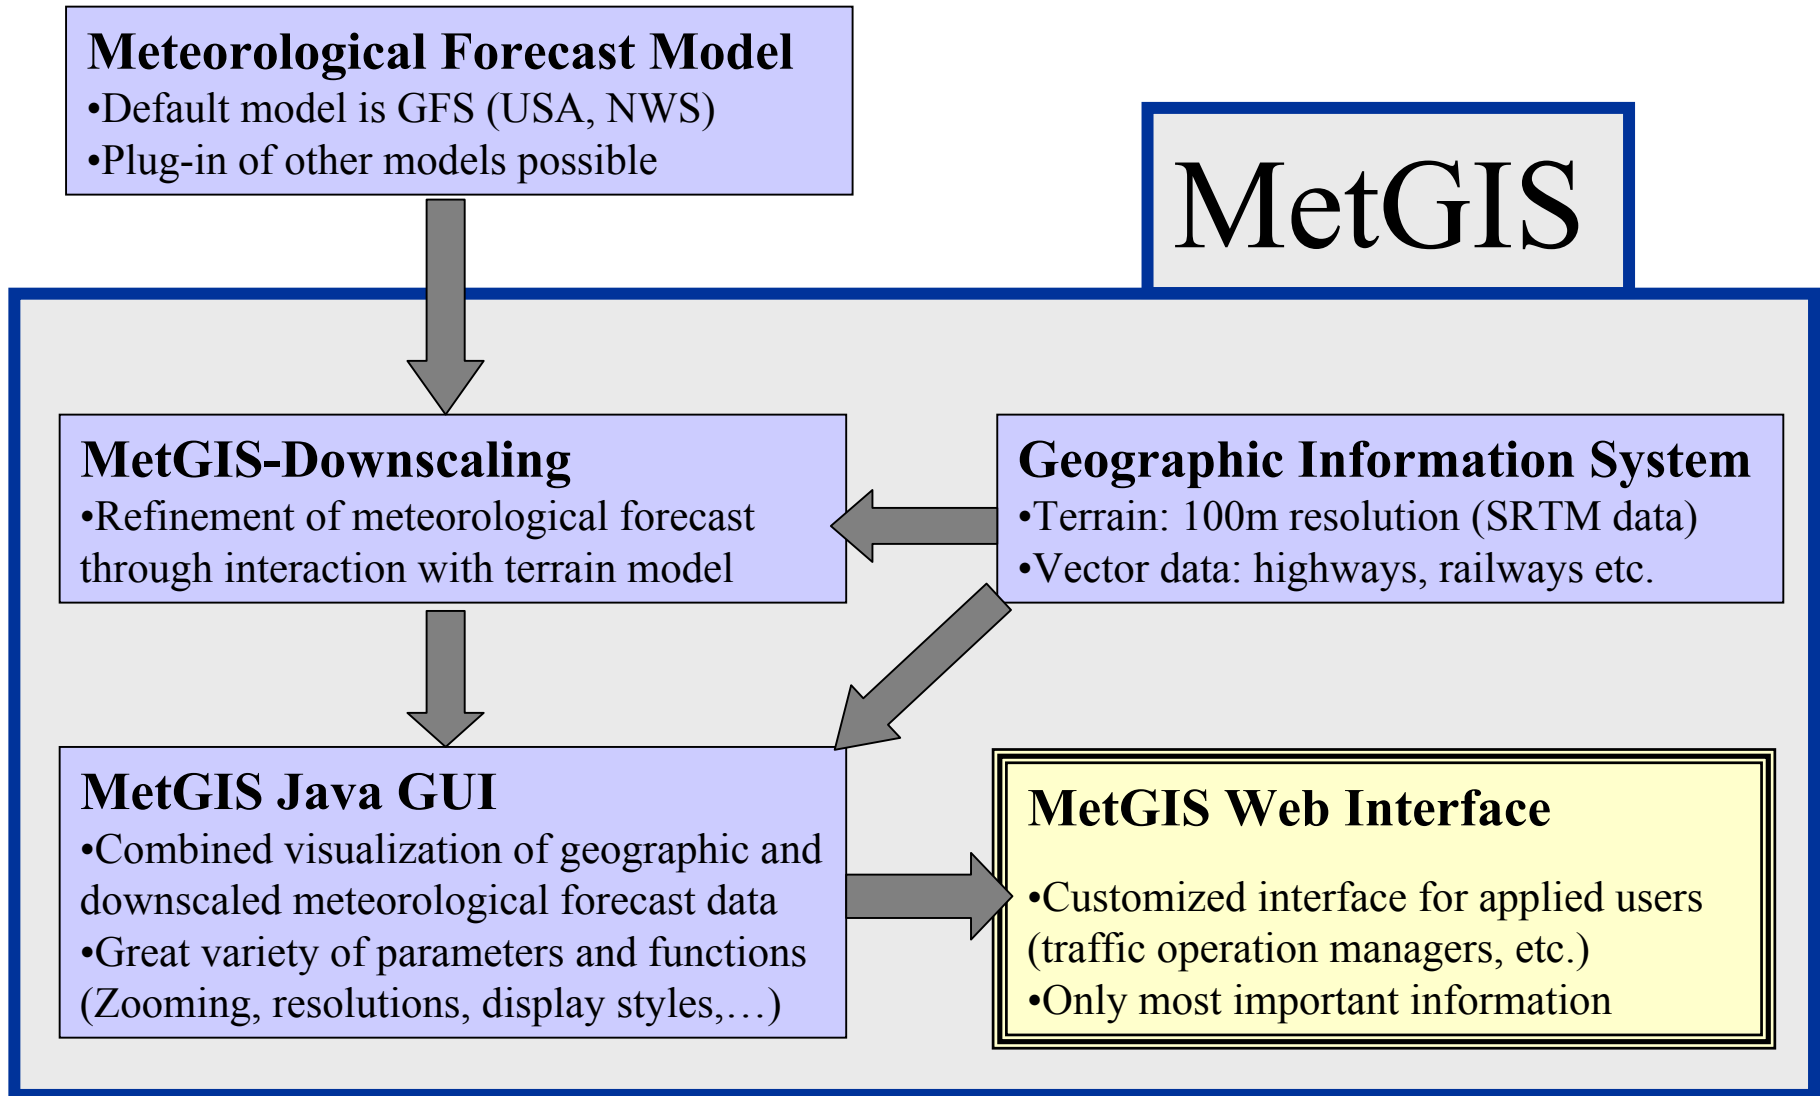 Meteorological Forecast Model
•Default model is GFS (USA, NWS)
•Plug-in of other models possible
MetGIS
MetGIS-Downscaling
•Refinement of meteorological forecast
through interaction with terrain model
Geographic Information System
•Terrain: 100m resolution (SRTM data)
•Vector data: highways, railways etc.
MetGIS Java GUI
•Combined visualization of geographic and
downscaled meteorological forecast data
•Great variety of parameters and functions
(Zooming, resolutions, display styles,…)
MetGIS Web Interface
•Customized interface for applied users
(traffic operation managers, etc.)
•Only most important information